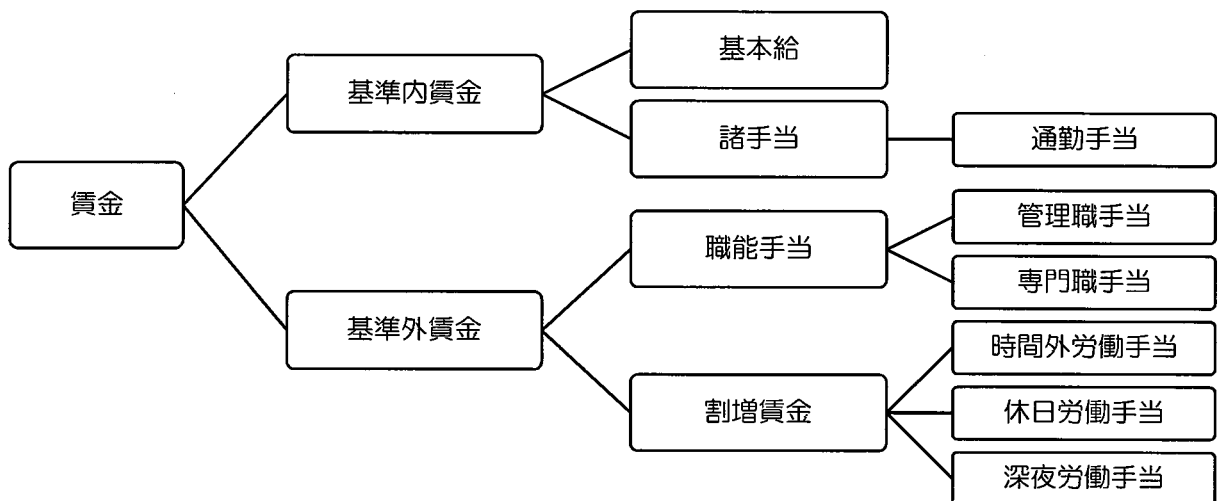 賃金
基準内賃金
基本給
諸手当
通勤手当
基準外賃金
職能手当
管理職手当
専門職手当
割増賃金
時間外労働手当
休日労働手当
深夜労働手当